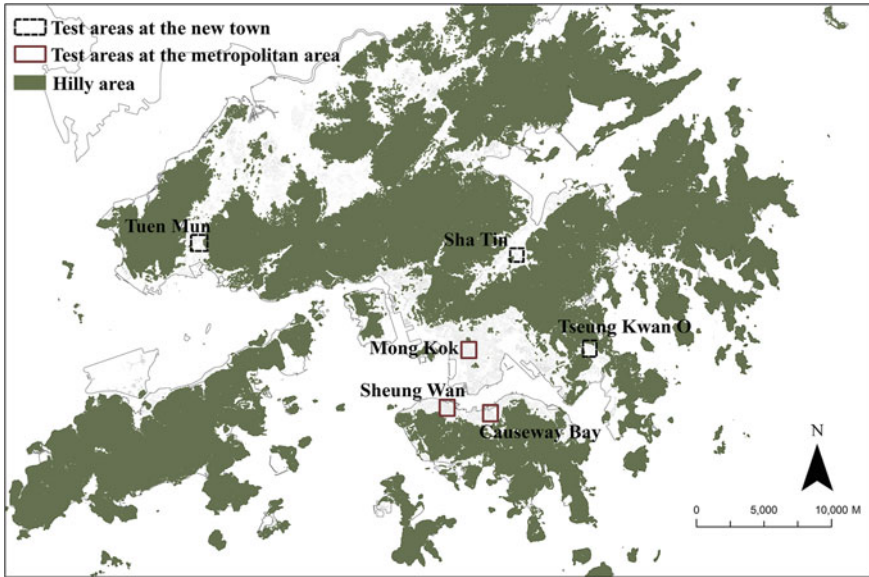 Test areas at the new town
Test areas at the metropolitan area
Hilly area
Tuen Mun
Sha Tin
Tseung Kwan O
Mong Kok
Sheung Wan
Causeway Bay
N
0 5,000 10,000 M